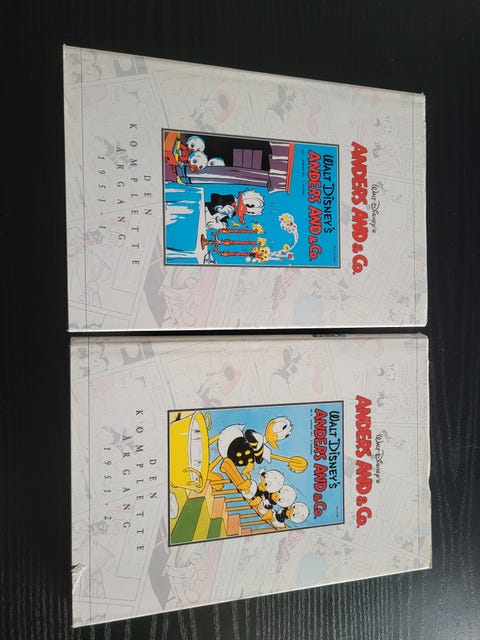 Walt Disney's
ANDERS AND & Co.
WALT DISNEY'S
ANDERS AND & Co.
DEN
KOMPLETTE
ÅRGANG
1951.1
Walt Disney's
ANDERS AND & Co.
WALT DISNEY'S
ANDERS AND & Co.
DEN
KOMPLETTE
ÅRGANG
1951.2